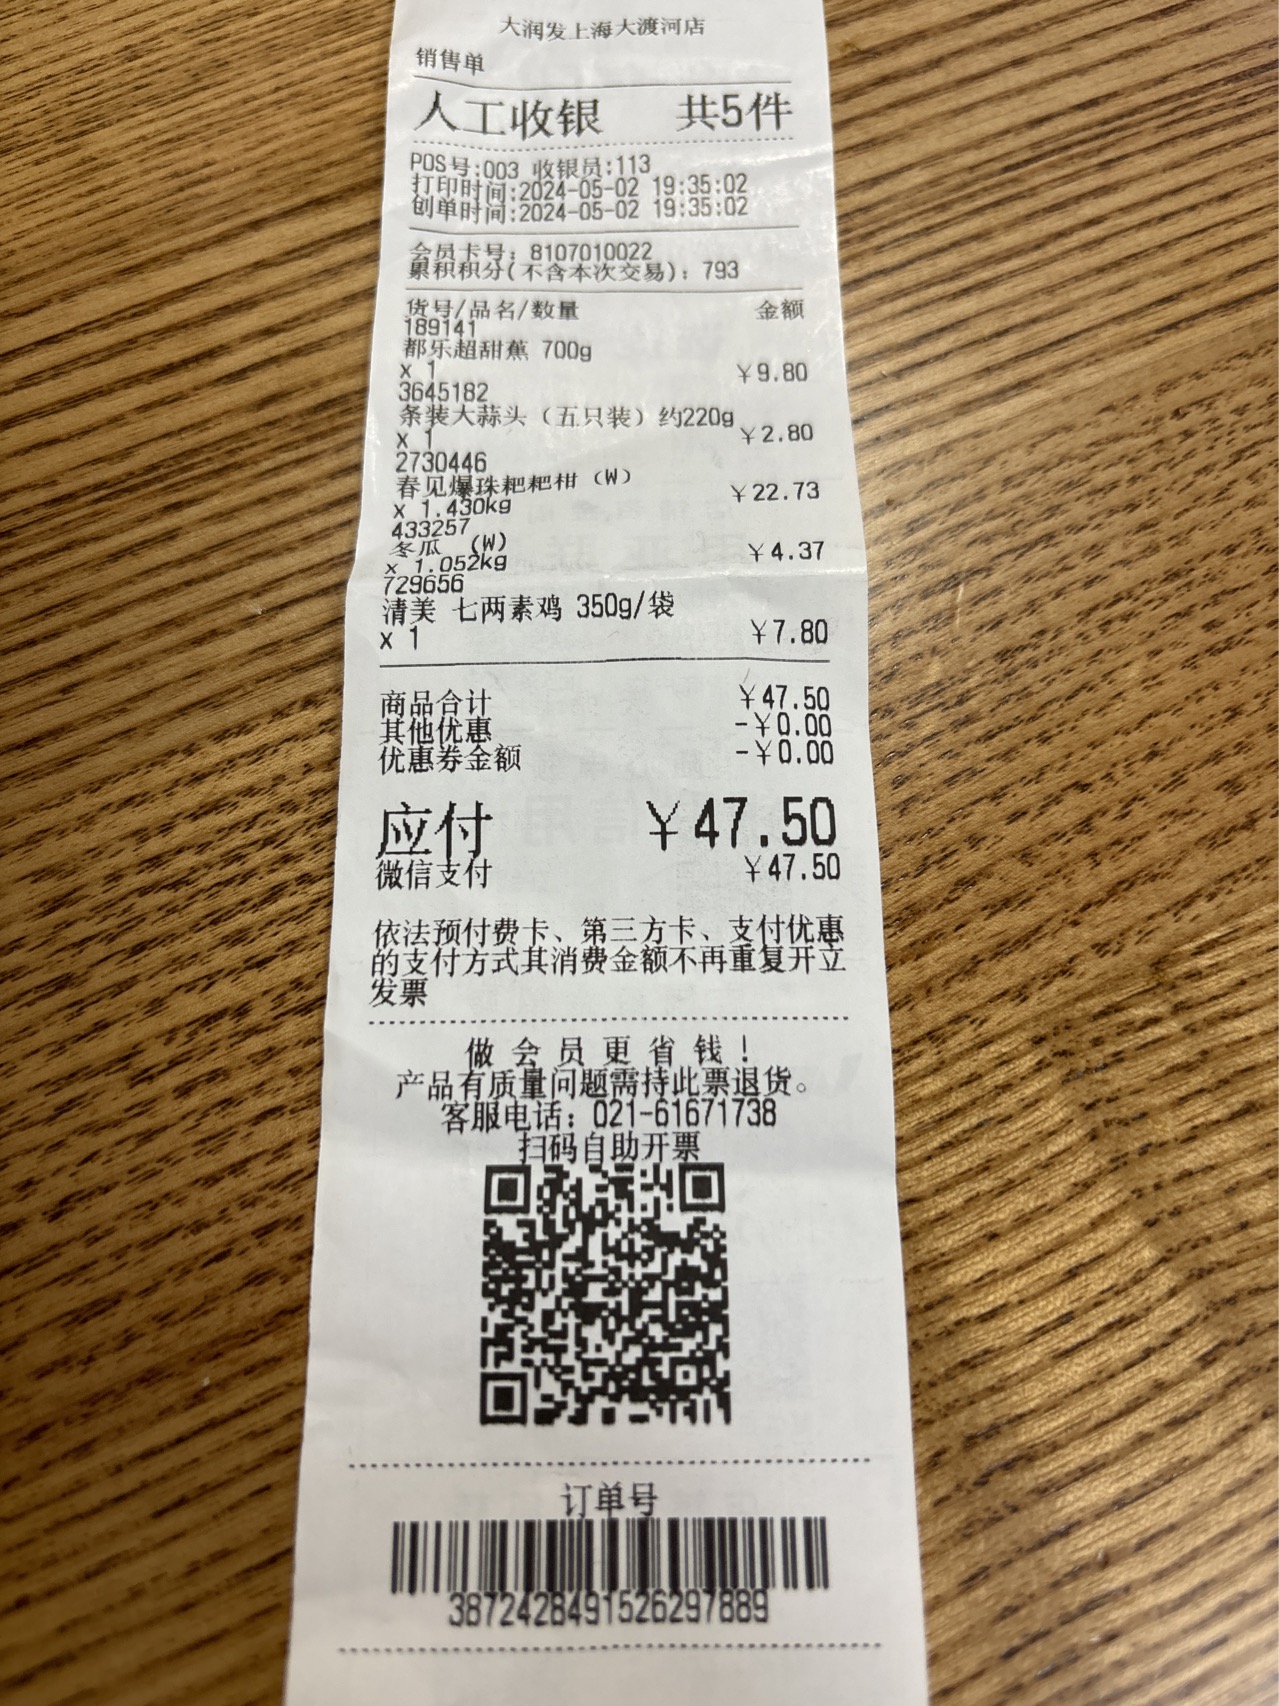 大润发上海大渡河店
销售单
人工收银 共5件
POS号:003 收银员:113
打印时间:2024-05-02 19:35:02
创单时间:2024-05-02 19:35:02
会员卡号: 8107010022
累积积分(不含本次交易): 793
货号/品名/数量 金额
189141
都乐超甜蕉 700g
x 1 ￥9.80
3645182
条装大蒜头（五只装）约220g
x 1 ￥2.80
2730446
春见爆珠粑粑柑（W）
x 1.430kg ￥22.73
433257
冬瓜 （W）
x 1.052kg ￥4.37
729656
清美 七两素鸡 350g/袋
x 1 ￥7.80
商品合计 ￥47.50
其他优惠 -￥0.00
优惠券金额 -￥0.00
应付 ￥47.50
微信支付 ￥47.50
依法预付费卡、第三方卡、支付优惠
的支付方式其消费金额不再重复开立
发票
做会员更省钱！
产品有质量问题需持此票退货。
客服电话: 021-61671738
扫码自助开票
订单号
3872428491526297889